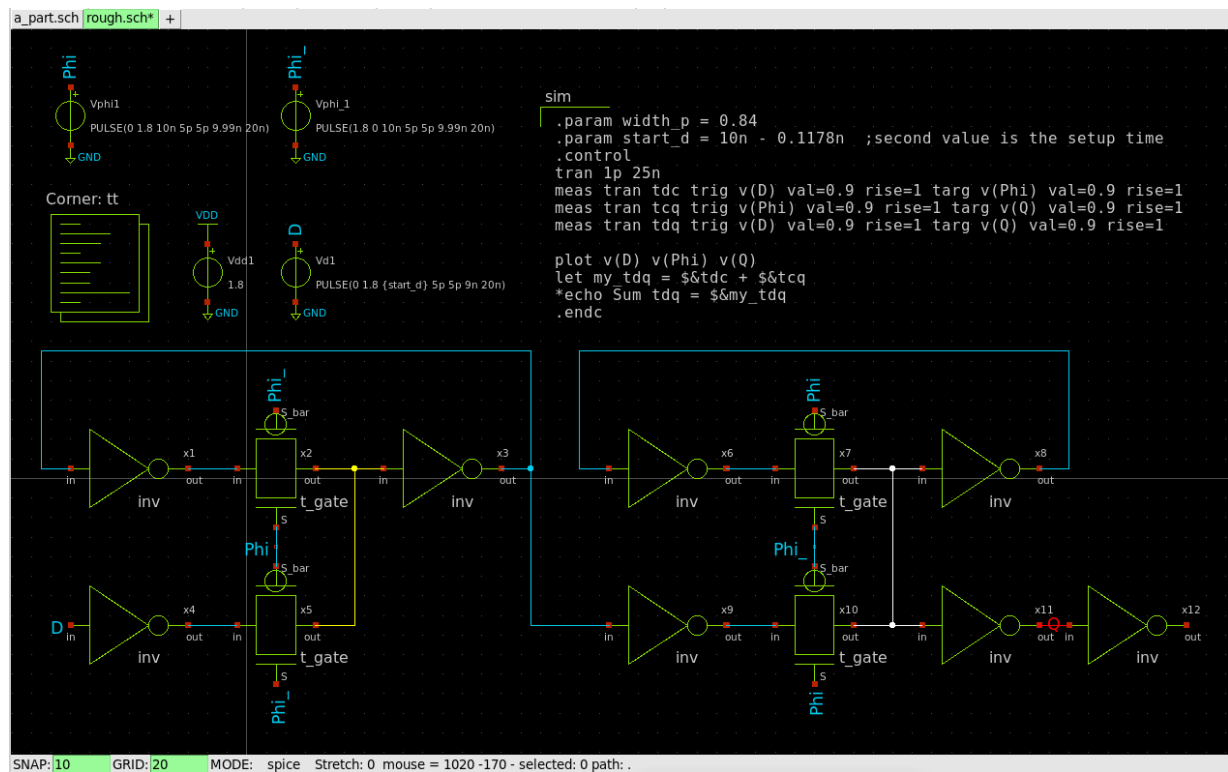 a_part.sch rough.sch* +
Phi
Vphi1
PULSE(0 1.8 10n 5p 5p 9.99n 20n)
GND
Phi_
Vphi_1
PULSE(1.8 0 10n 5p 5p 9.99n 20n)
GND
sim
.param width_p = 0.84
.param start_d = 10n - 0.1178n  ;second value is the setup time
.control
tran 1p 25n
meas tran tdc trig v(D) val=0.9 rise=1 targ v(Phi) val=0.9 rise=1
meas tran tcq trig v(Phi) val=0.9 rise=1 targ v(Q) val=0.9 rise=1
meas tran tdq trig v(D) val=0.9 rise=1 targ v(Q) val=0.9 rise=1
plot v(D) v(Phi) v(Q)
let my_tdq = $&tdc + $&tcq
*echo Sum tdq = $&my_tdq
.endc
Corner: tt
VDD
Vdd1
1.8
GND
D
Vd1
PULSE(0 1.8 {start_d} 5p 5p 9n 20n)
GND
Phi_
S_bar
x1
x2
x3
in
out
in
out
in
out
inv
t_gate
inv
S
Phi
Phi
S_bar
x6
x7
x8
in
out
in
out
in
out
inv
t_gate
inv
S
Phi_
S_bar
D
x4
x5
in
out
in
out
inv
t_gate
S
Phi_
S_bar
x9
x10
x11
x12
Q
in
out
in
out
in
out
in
out
inv
t_gate
inv
inv
S
Phi
SNAP: 10 GRID: 20 MODE: spice Stretch: 0 mouse = 1020 -170 - selected: 0 path: .